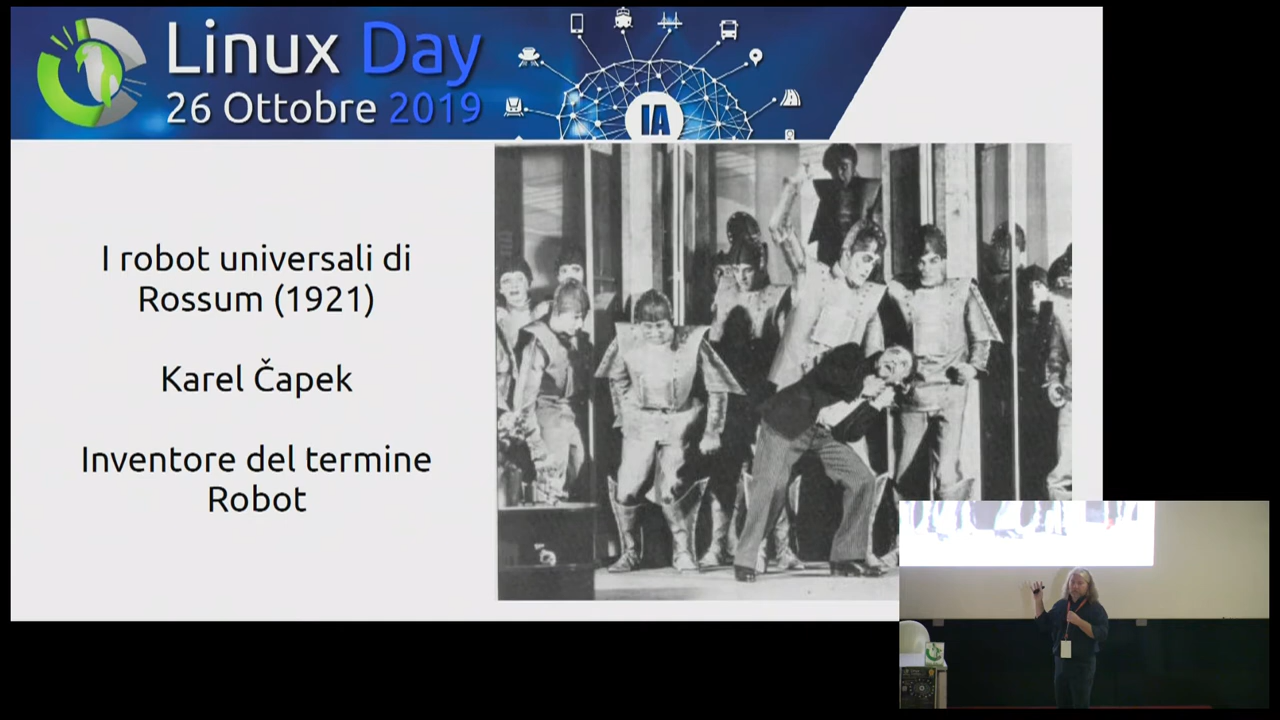 Linux Day
26 Ottobre 2019
IA
I robot universali di
Rossum (1921)
Karel Čapek
Inventore del termine
Robot